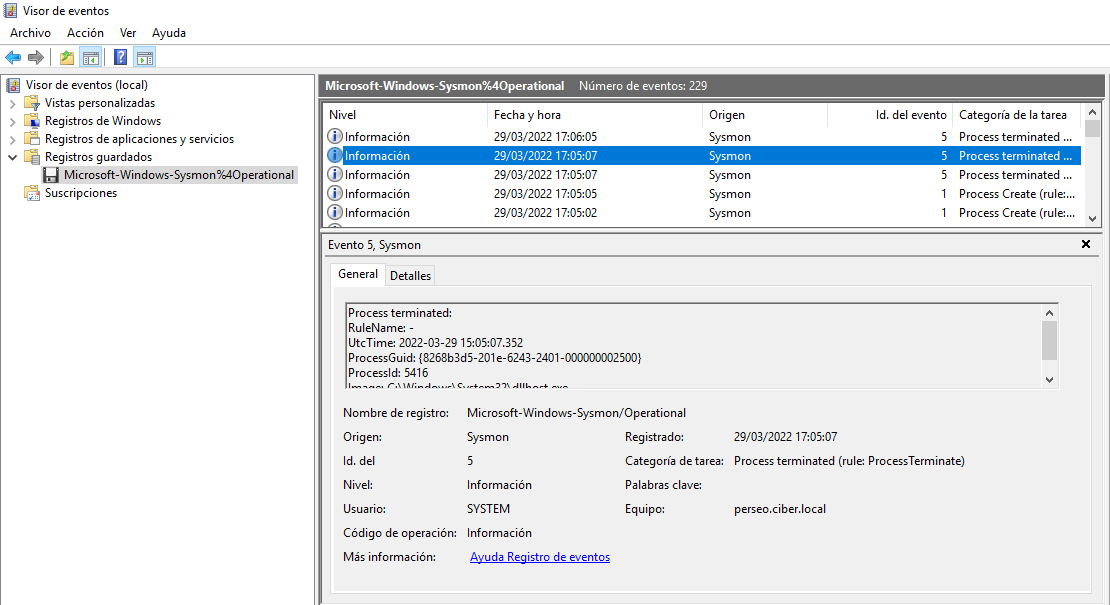 Visor de eventos
Archivo Acción Ver Ayuda
Visor de eventos (local)
Vistas personalizadas
Registros de Windows
Registros de aplicaciones y servicios
Registros guardados
Microsoft-Windows-Sysmon%4Operational
Suscripciones
Microsoft-Windows-Sysmon%4Operational Número de eventos: 229
Nivel Fecha y hora Origen Id. del evento Categoría de la tarea
Información 29/03/2022 17:06:05 Sysmon 5 Process terminated ...
Información 29/03/2022 17:05:07 Sysmon 5 Process terminated ...
Información 29/03/2022 17:05:07 Sysmon 5 Process terminated ...
Información 29/03/2022 17:05:05 Sysmon 1 Process Create (rule:...
Información 29/03/2022 17:05:02 Sysmon 1 Process Create (rule:...
Evento 5, Sysmon
General Detalles
Process terminated:
RuleName: -
UtcTime: 2022-03-29 15:05:07.352
ProcessGuid: {8268b3d5-201e-6243-2401-000000002500}
ProcessId: 5416
Image: C:\Windows\System32\dllhost.exe
Nombre de registro: Microsoft-Windows-Sysmon/Operational
Origen: Sysmon Registrado: 29/03/2022 17:05:07
Id. del 5 Categoría de tarea: Process terminated (rule: ProcessTerminate)
Nivel: Información Palabras clave:
Usuario: SYSTEM Equipo: perseo.ciber.local
Código de operación: Información
Más información: Ayuda Registro de eventos